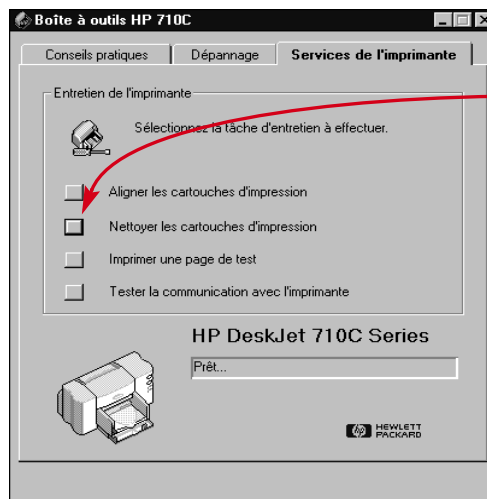 Boîte à outils HP 710C
Conseils pratiques
Dépannage
Services de l'imprimante
Entretien de l'imprimante
Sélectionnez la tâche d'entretien à effectuer.
Aligner les cartouches d'impression
Nettoyer les cartouches d'impression
Imprimer une page de test
Tester la communication avec l'imprimante
HP DeskJet 710C Series
Prêt...
hp HEWLETT
PACKARD